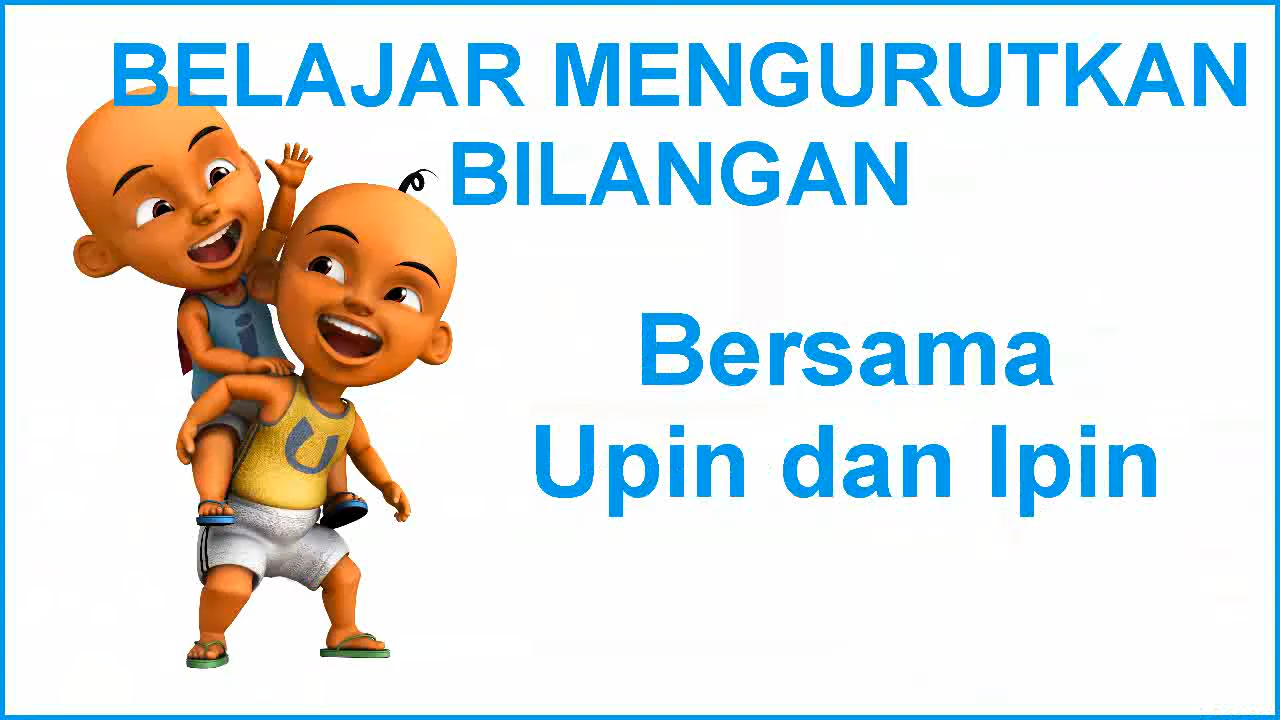 BELAJAR MENGURUTKAN
BILANGAN
Bersama
Upin dan Ipin
i
U